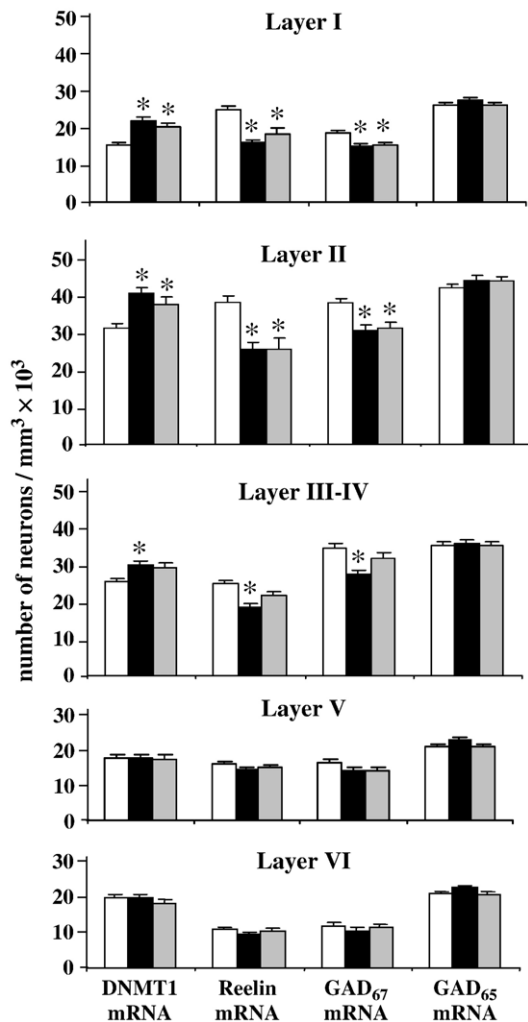 Layer I
50
40
30
20
10
0
* * * * * *
Layer II
50
40
30
20
10
0
* * * * * *
number of neurons / mm³ × 10³
Layer III-IV
50
40
30
20
10
0
* * *
Layer V
30
20
10
0
Layer VI
30
20
10
0
DNMT1 Reelin GAD₆₇ GAD₆₅
mRNA mRNA mRNA mRNA